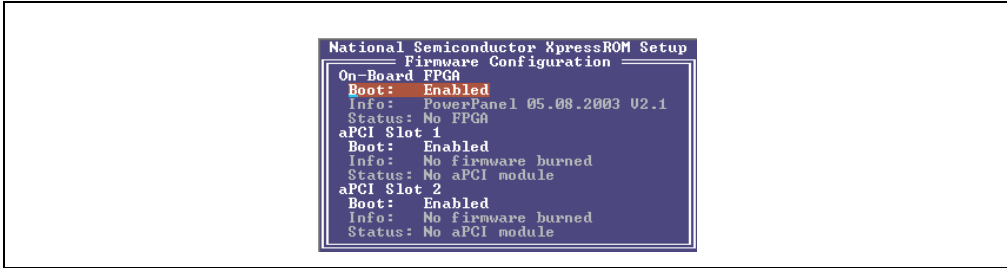 National Semiconductor XpressROM Setup
Firmware Configuration
On-Board FPGA
Boot: Enabled
Info: PowerPanel 05.08.2003 V2.1
Status: No FPGA
aPCI Slot 1
Boot: Enabled
Info: No firmware burned
Status: No aPCI module
aPCI Slot 2
Boot: Enabled
Info: No firmware burned
Status: No aPCI module